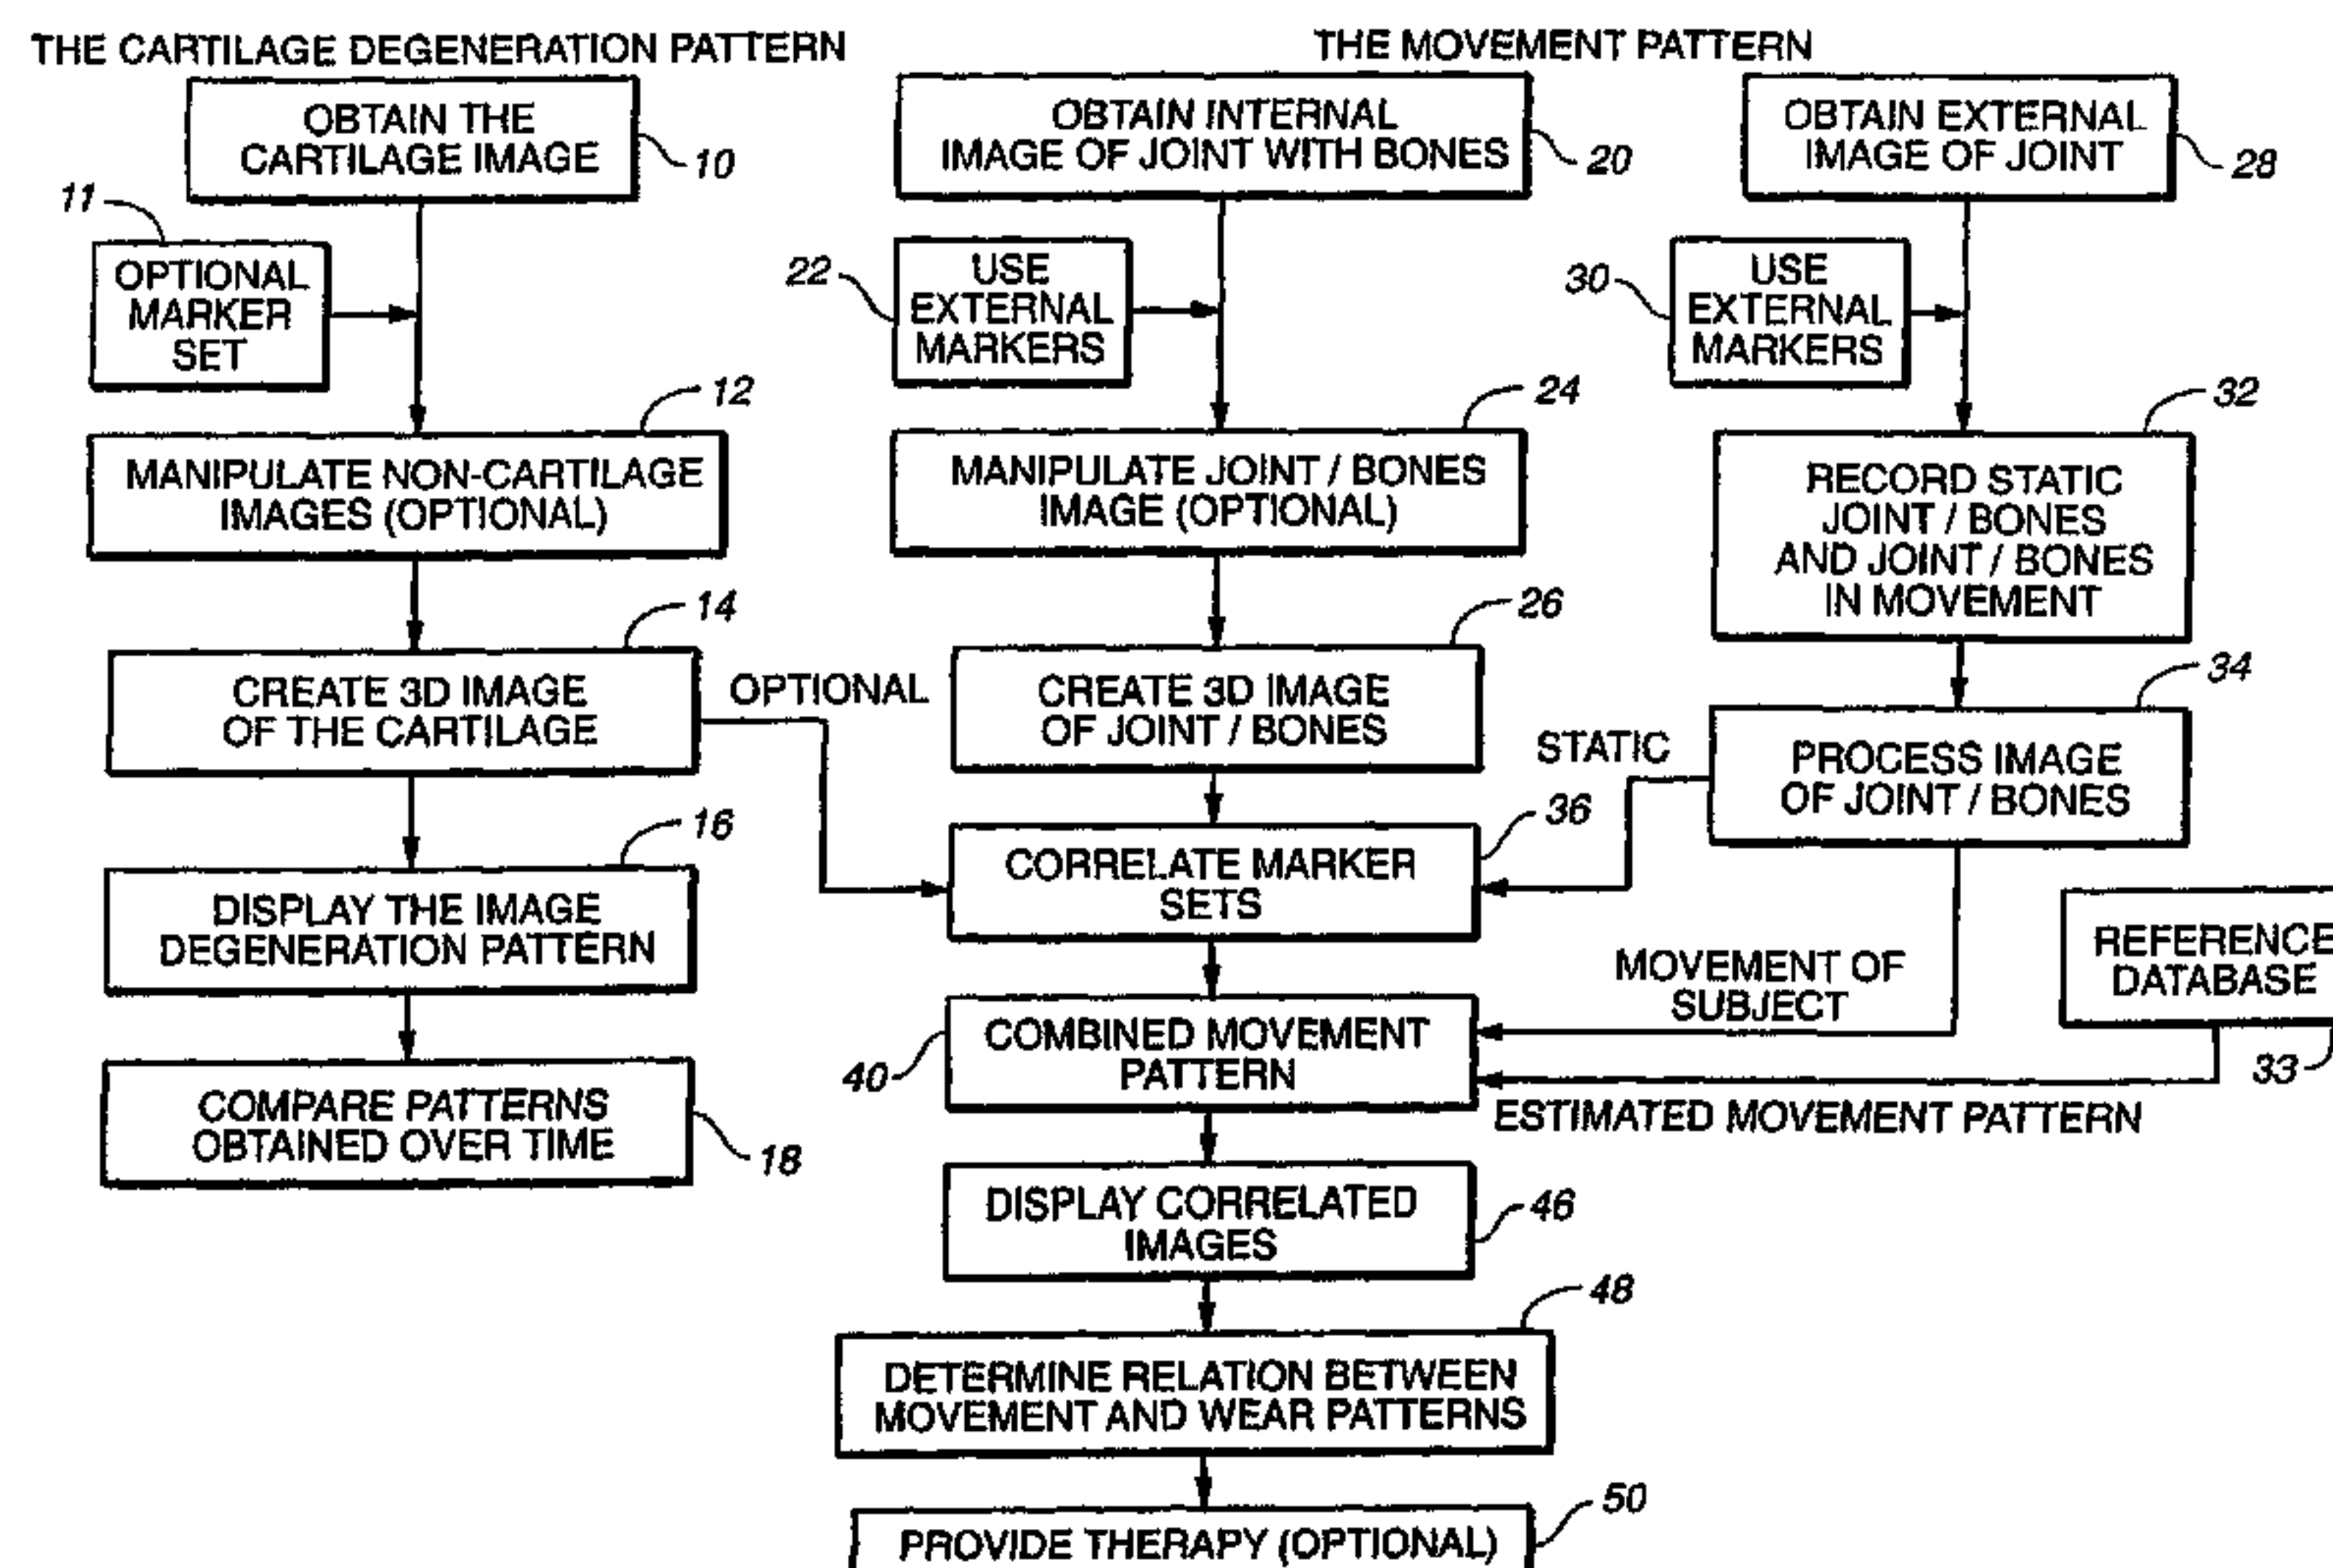 THE CARTILAGE DEGENERATION PATTERN
OBTAIN THE
CARTILAGE IMAGE
10
11
OPTIONAL
MARKER
SET
12
MANIPULATE NON-CARTILAGE
IMAGES (OPTIONAL)
14
CREATE 3D IMAGE
OF THE CARTILAGE
OPTIONAL
16
DISPLAY THE IMAGE
DEGENERATION PATTERN
COMPARE PATTERNS
OBTAINED OVER TIME
18
THE MOVEMENT PATTERN
OBTAIN INTERNAL
IMAGE OF JOINT WITH BONES
20
22
USE
EXTERNAL
MARKERS
24
MANIPULATE JOINT / BONES
IMAGE (OPTIONAL)
26
CREATE 3D IMAGE
OF JOINT / BONES
36
CORRELATE MARKER
SETS
40
COMBINED MOVEMENT
PATTERN
DISPLAY CORRELATED
IMAGES
46
48
DETERMINE RELATION BETWEEN
MOVEMENT AND WEAR PATTERNS
50
PROVIDE THERAPY (OPTIONAL)
OBTAIN EXTERNAL
IMAGE OF JOINT
28
30
USE
EXTERNAL
MARKERS
32
RECORD STATIC
JOINT / BONES
AND JOINT / BONES
IN MOVEMENT
34
STATIC
PROCESS IMAGE
OF JOINT / BONES
MOVEMENT OF
SUBJECT
REFERENCE
DATABASE
33
ESTIMATED MOVEMENT PATTERN